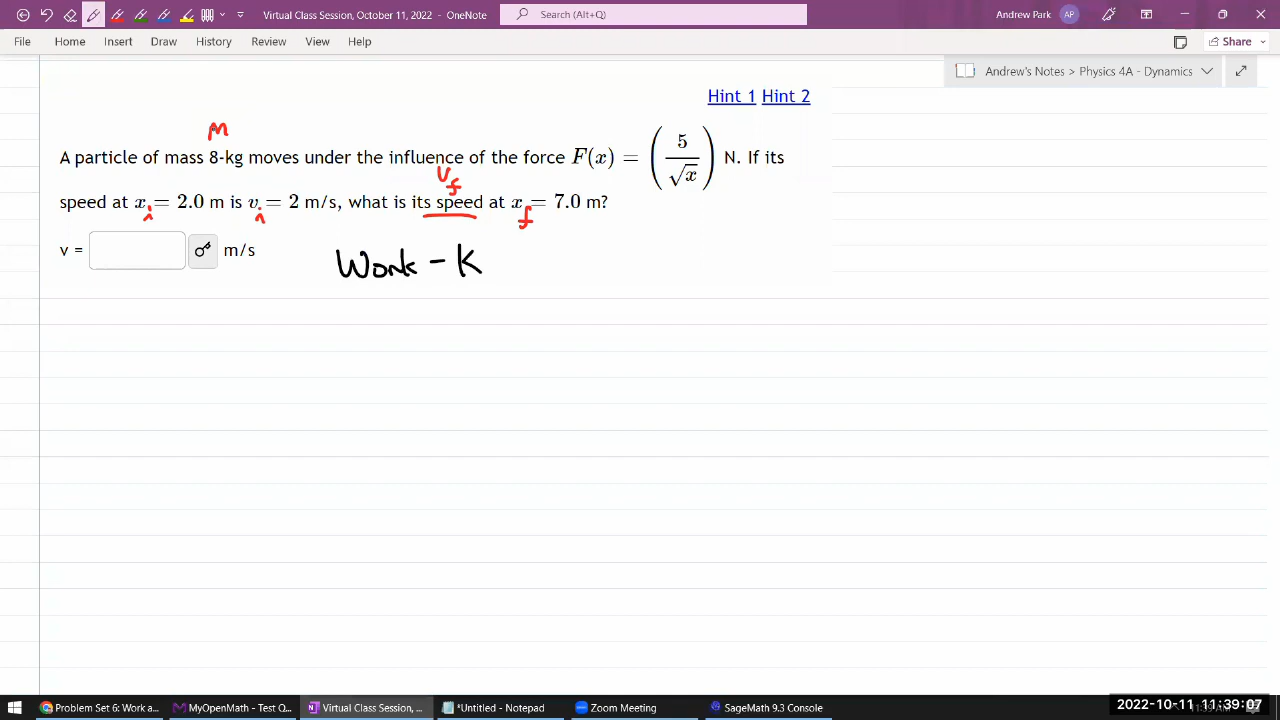 Virtual Class Session, October 11, 2022 - OneNote
Search (Alt+Q)
Andrew Park
AP
File Home Insert Draw History Review View Help
Share
Andrew's Notes > Physics 4A - Dynamics
Hint 1 Hint 2
M
A particle of mass 8-kg moves under the influence of the force F(x) = (5/√x) N. If its
v_f
speed at x_i = 2.0 m is v_i = 2 m/s, what is its speed at x_f = 7.0 m?
v = m/s
Work - K
Problem Set 6: Work a...
MyOpenMath - Test Q...
Virtual Class Session, ...
*Untitled - Notepad
Zoom Meeting
SageMath 9.3 Console
2022-10-11 11:39:07